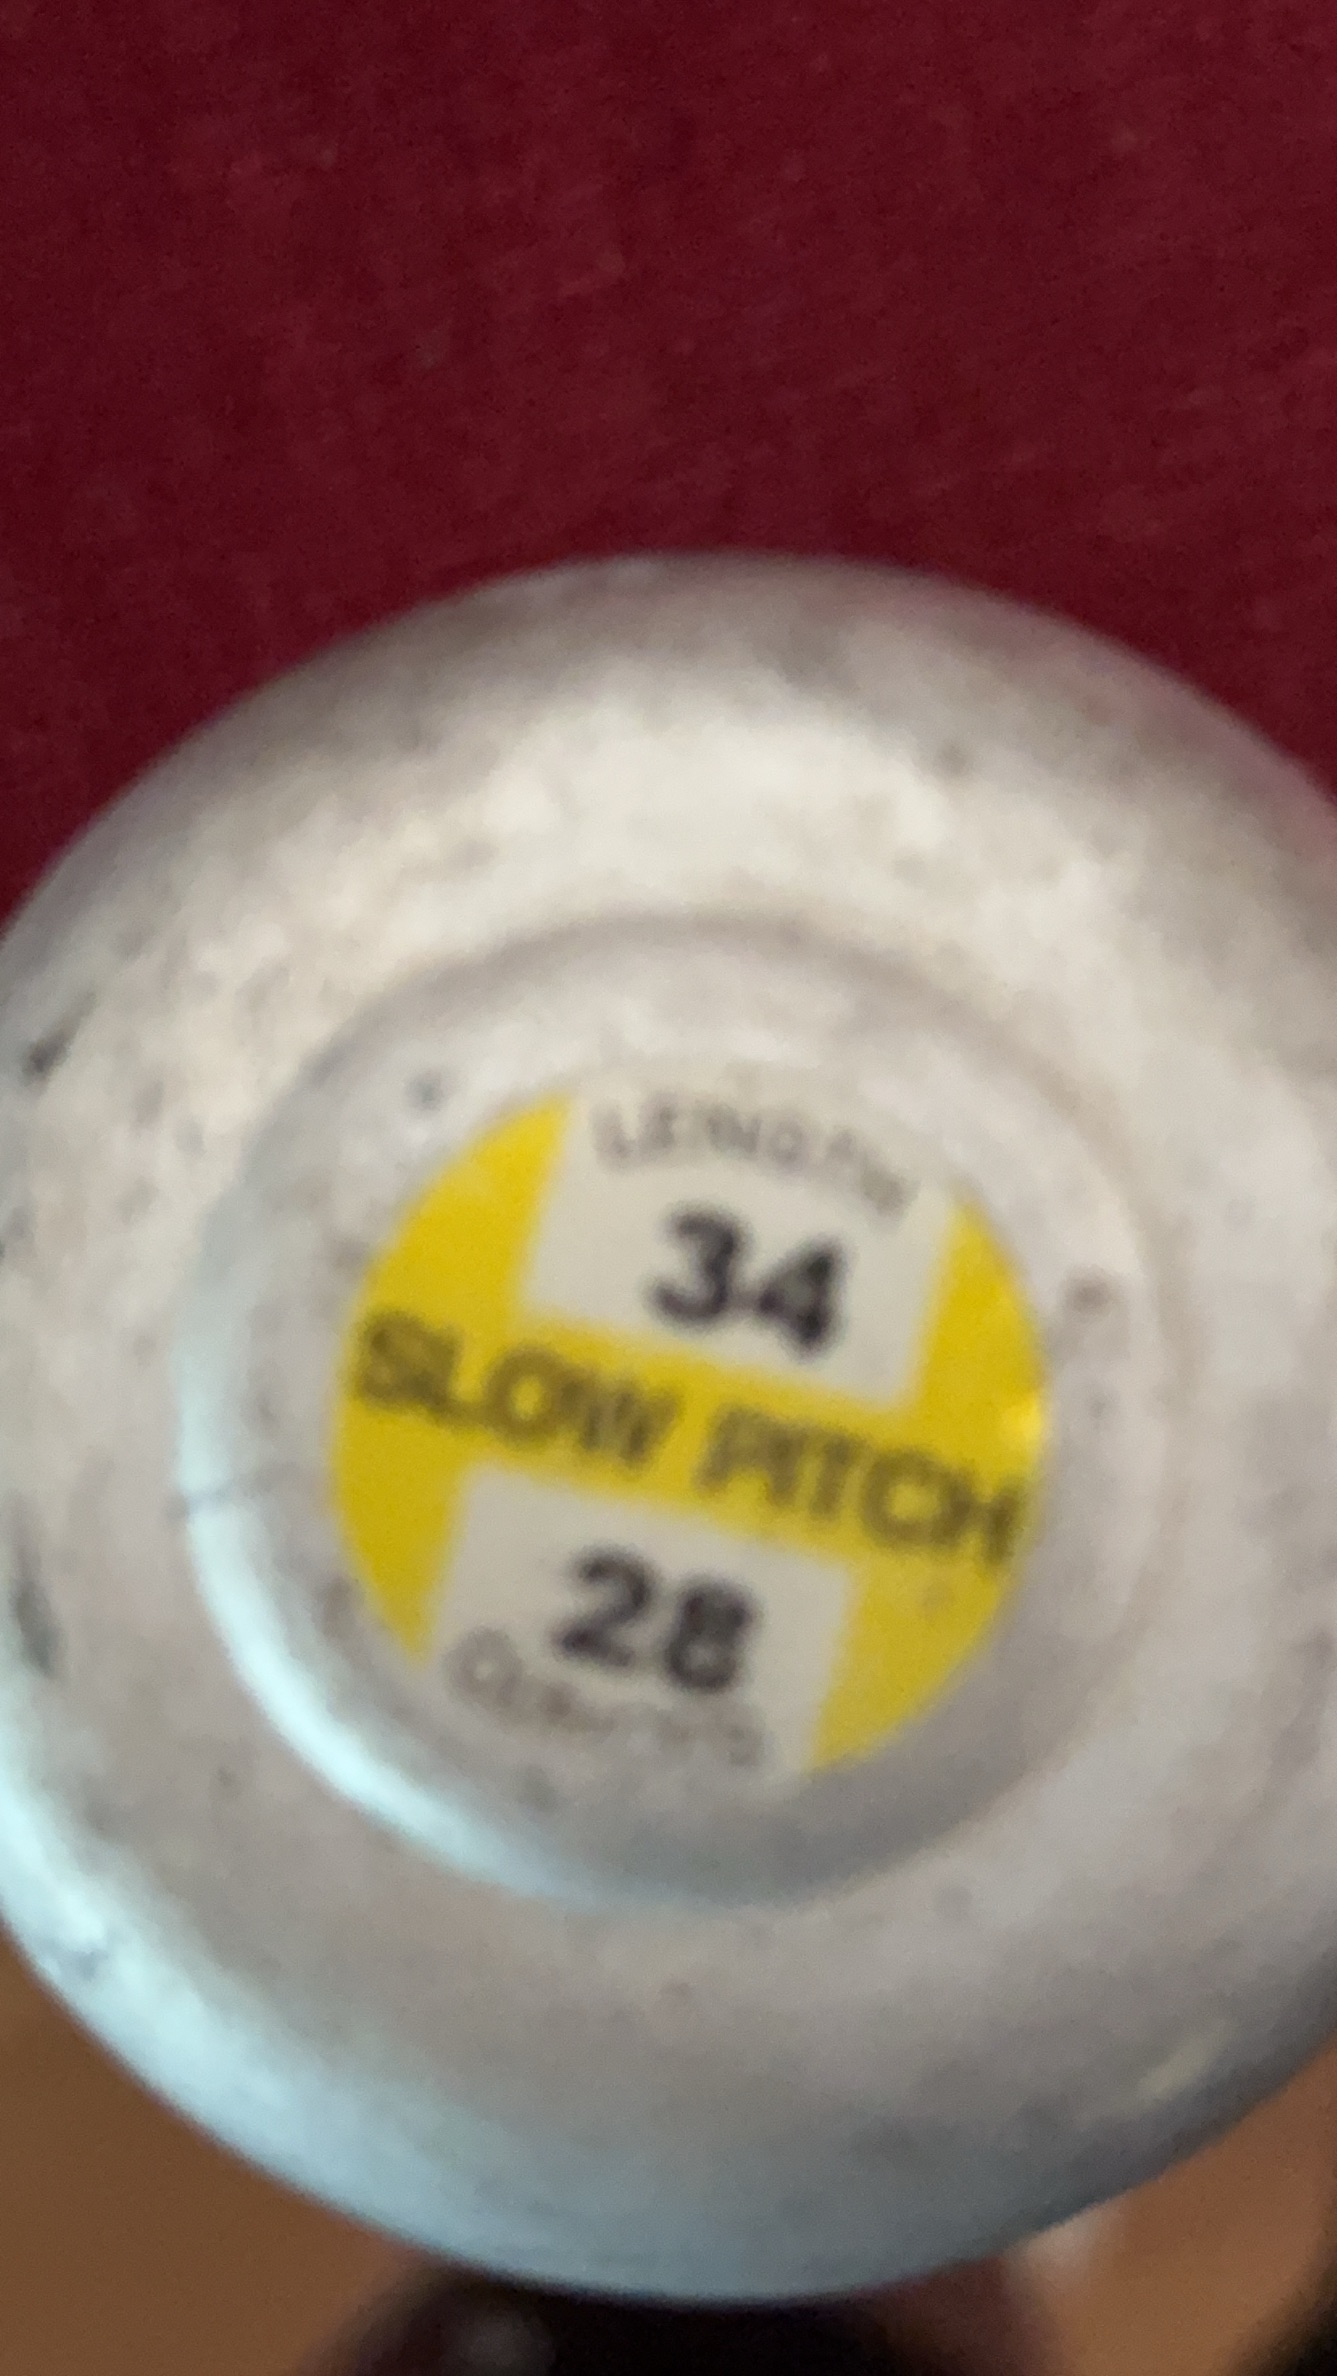 LENGTH
34
SLOW PITCH
28
OUNCES